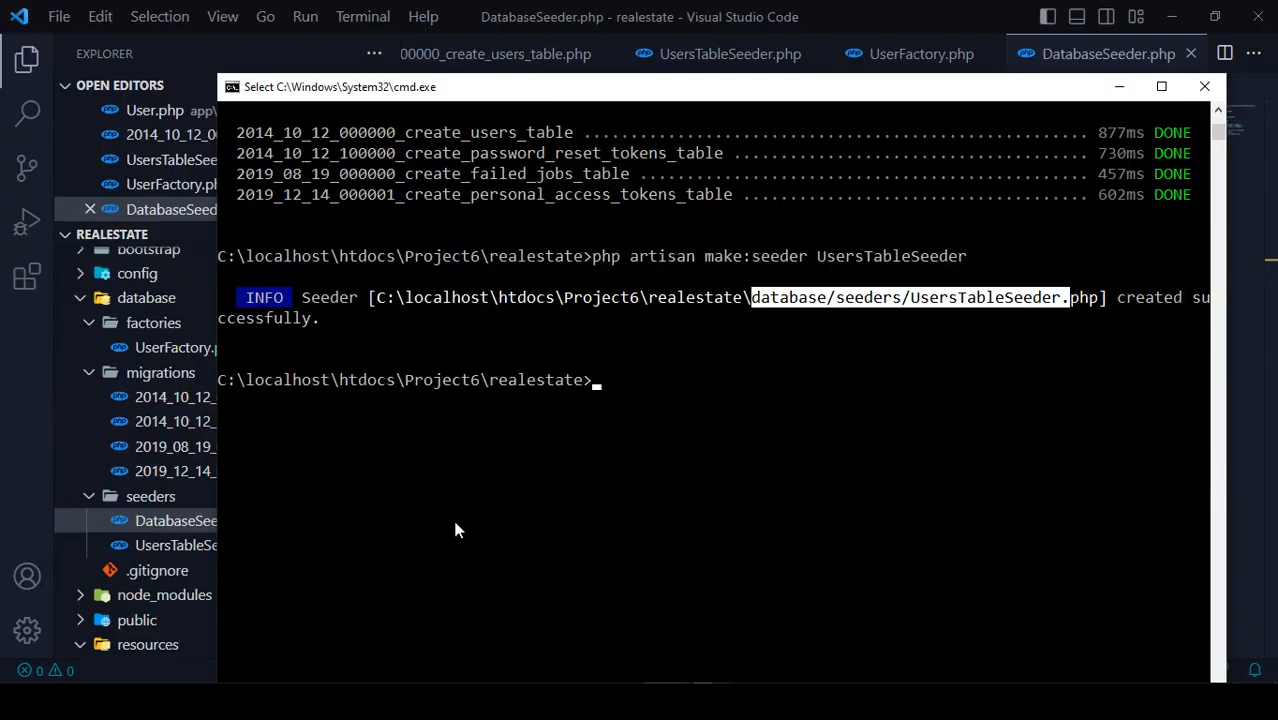 File Edit Selection View Go Run Terminal Help DatabaseSeeder.php - realestate - Visual Studio Code
EXPLORER
000000_create_users_table.php UsersTableSeeder.php UserFactory.php DatabaseSeeder.php
OPEN EDITORS
User.php app\
2014_10_12_0
UsersTableSee
UserFactory.ph
DatabaseSeed
REALESTATE
bootstrap
config
database
factories
UserFactory.p
migrations
2014_10_12_
2014_10_12_
2019_08_19_
2019_12_14_
seeders
DatabaseSee
UsersTableSe
.gitignore
node_modules
public
resources
0 0
Select C:\Windows\System32\cmd.exe
2014_10_12_000000_create_users_table ...................................................... 877ms DONE
2014_10_12_100000_create_password_reset_tokens_table ...................................... 730ms DONE
2019_08_19_000000_create_failed_jobs_table ................................................ 457ms DONE
2019_12_14_000001_create_personal_access_tokens_table ..................................... 602ms DONE
C:\localhost\htdocs\Project6\realestate>php artisan make:seeder UsersTableSeeder
INFO Seeder [C:\localhost\htdocs\Project6\realestate\database/seeders/UsersTableSeeder.php] created su
ccessfully.
C:\localhost\htdocs\Project6\realestate>